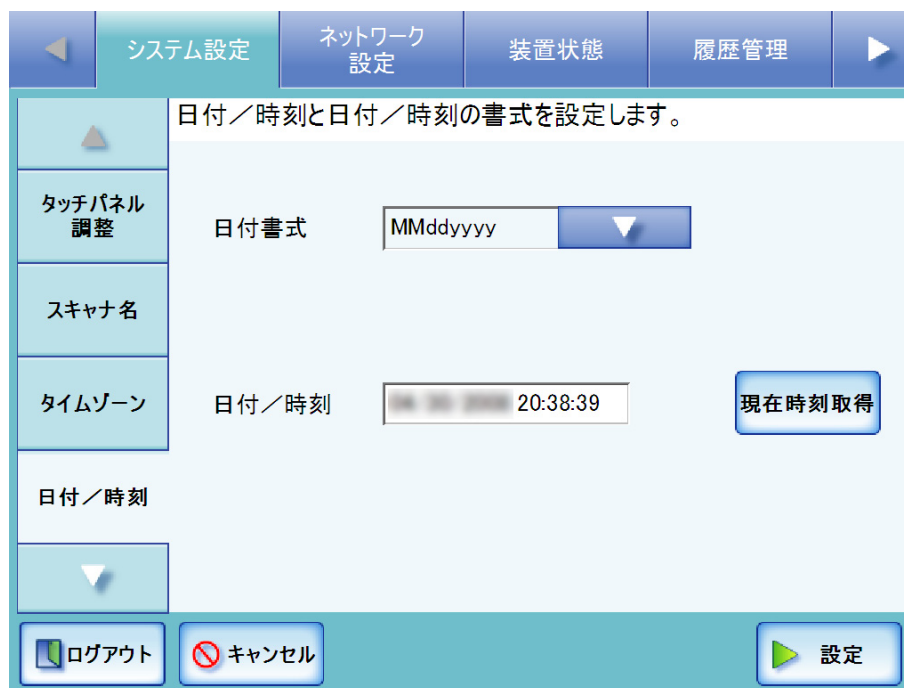 システム設定
ネットワーク
設定
装置状態
履歴管理
日付／時刻と日付／時刻の書式を設定します。
タッチパネル
調整
スキャナ名
タイムゾーン
日付／時刻
日付書式
MMddyyyy
日付／時刻
20:38:39
現在時刻取得
ログアウト
キャンセル
設定